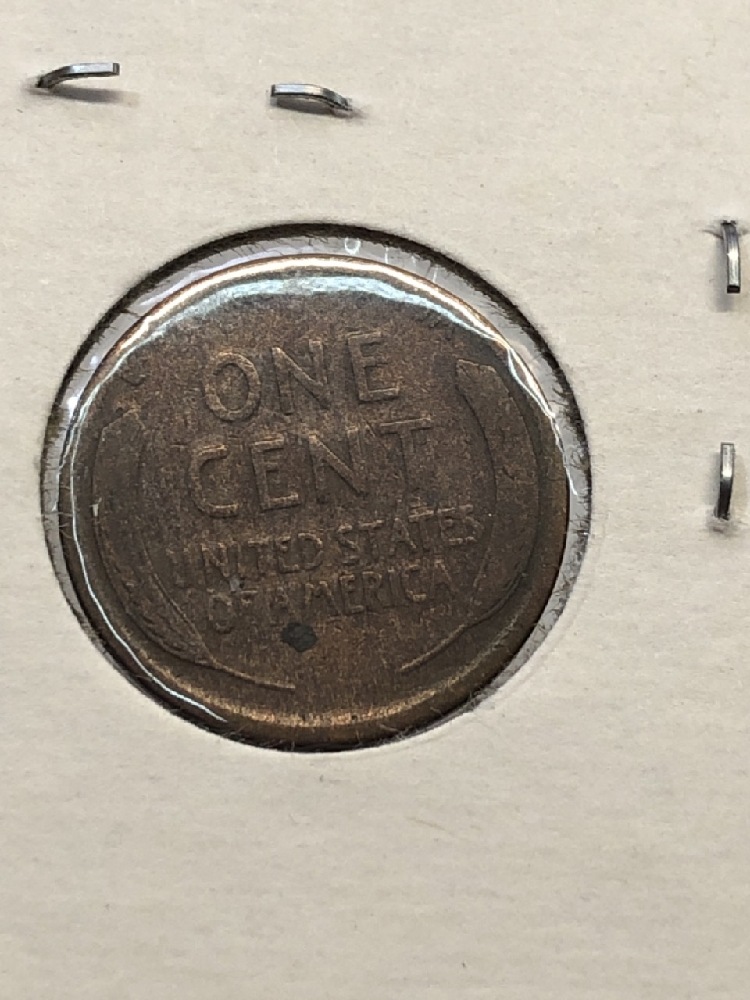 ONE
CENT
UNITED STATES
OF AMERICA